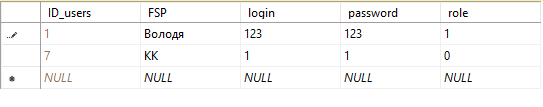 ID_users FSP login password role
1 Володя 123 123 1
7 КК 1 1 0
NULL NULL NULL NULL NULL